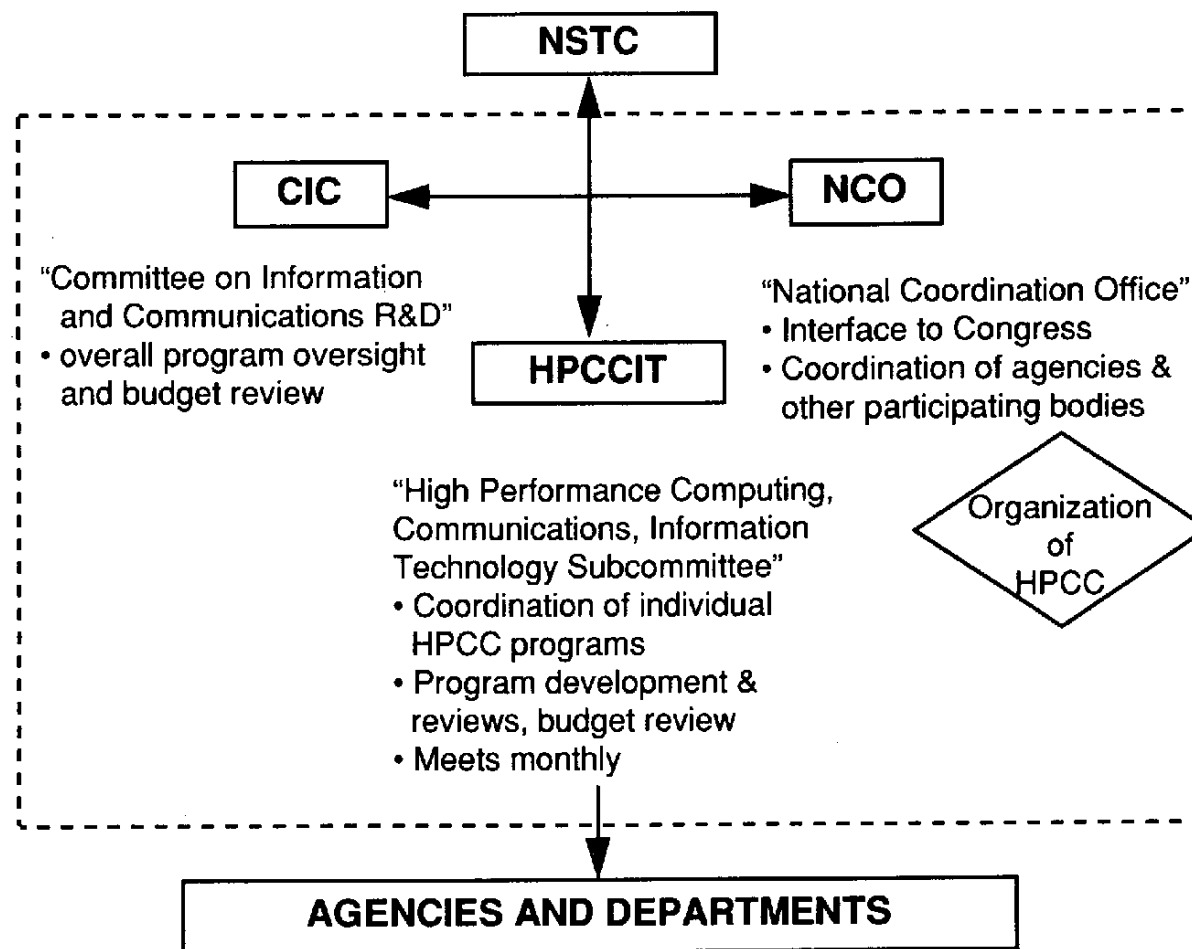 NSTC
CIC
NCO
“Committee on Information
and Communications R&D”
• overall program oversight
and budget review
“National Coordination Office”
• Interface to Congress
• Coordination of agencies &
other participating bodies
HPCCIT
“High Performance Computing,
Communications, Information
Technology Subcommittee”
• Coordination of individual
HPCC programs
• Program development &
reviews, budget review
• Meets monthly
Organization
of
HPCC
AGENCIES AND DEPARTMENTS